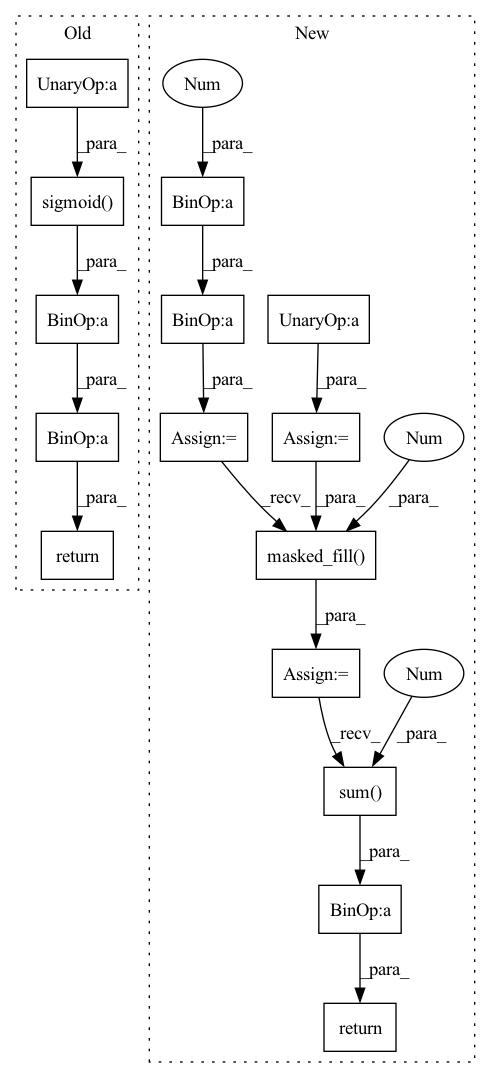 Old
New
UnaryOp:a
Num
_para_
_para_
sigmoid()
BinOp:a
_para_
_para_
BinOp:a
BinOp:a
UnaryOp:a
_para_
_para_
_para_
BinOp:a
Assign:=
Assign:=
Num
_para_
_recv_
_para_
_para_
return
masked_fill()
_para_
Assign:=
Num
_recv_
_para_
sum()
_para_
BinOp:a
_para_
return